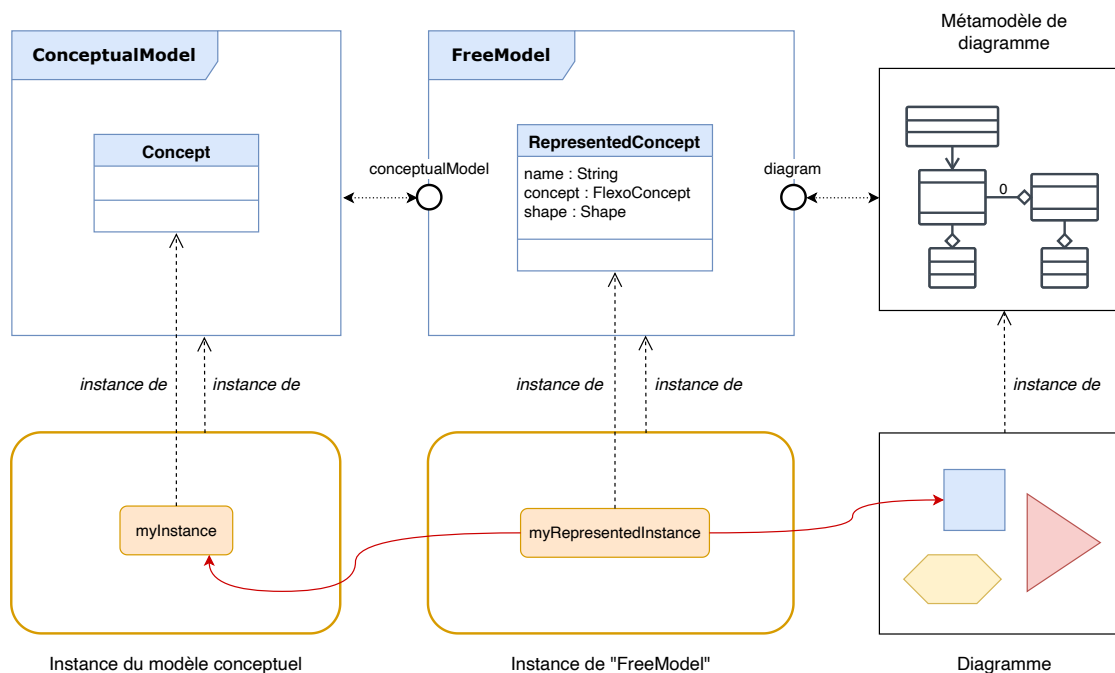 Métamodèle de
diagramme
ConceptualModel
FreeModel
Concept
RepresentedConcept
name : String
concept : FlexoConcept
shape : Shape
conceptualModel
diagram
0
instance de
instance de
instance de
instance de
instance de
myInstance
myRepresentedInstance
Instance du modèle conceptuel
Instance de "FreeModel"
Diagramme